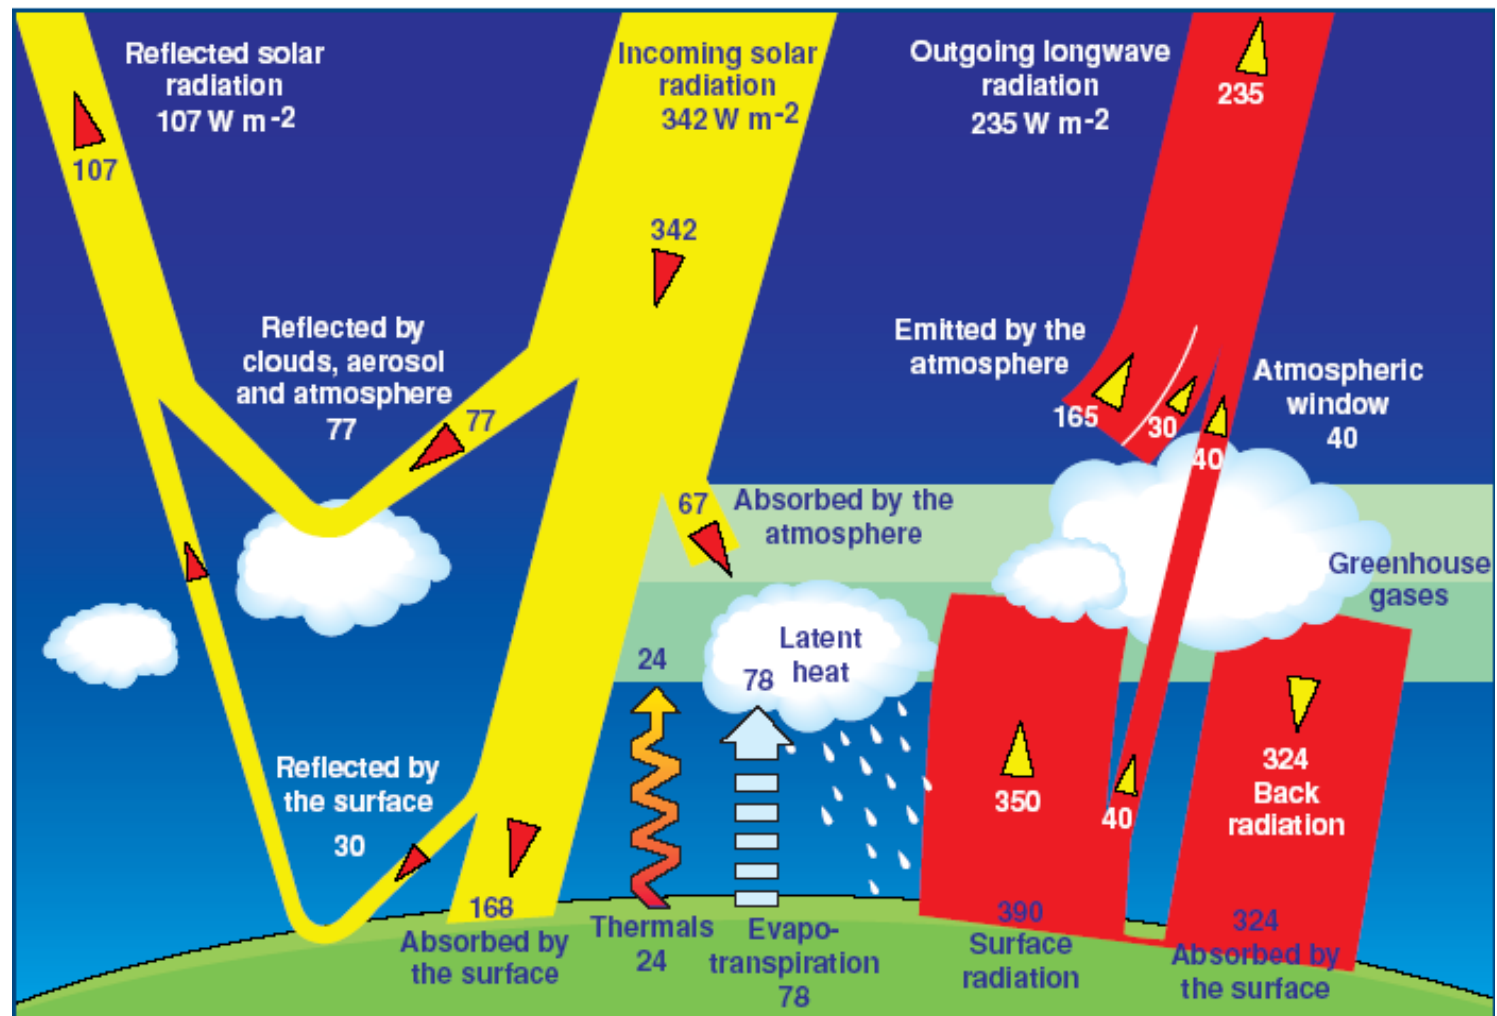 Reflected solar
radiation
107 W m-2
107
Incoming solar
radiation
342 W m-2
342
Outgoing longwave
radiation
235 W m-2
235
Reflected by
clouds, aerosol
and atmosphere
77
77
Emitted by the
atmosphere
165
30
40
Atmospheric
window
40
67
Absorbed by the
atmosphere
Greenhouse
gases
Latent
heat
78
24
Reflected by
the surface
30
350
40
324
Back
radiation
168
Absorbed by
the surface
Thermals
24
Evapo-
transpiration
78
390
Surface
radiation
324
Absorbed by
the surface